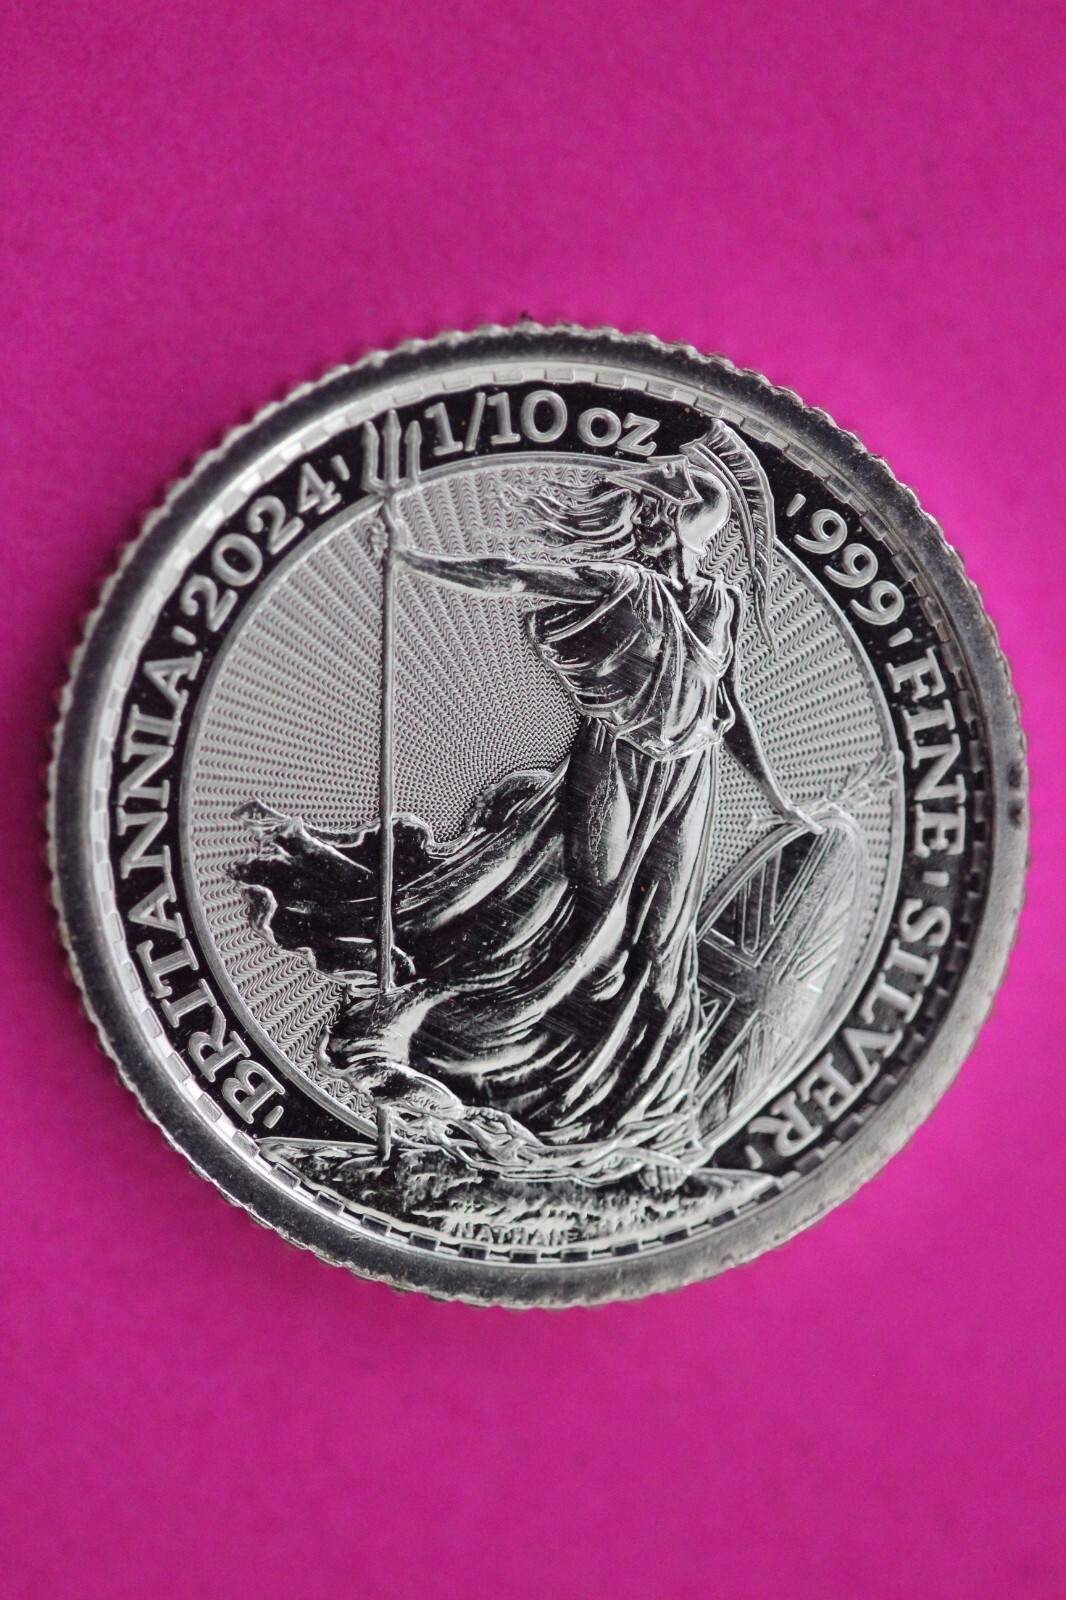 'BRITANNIA'2024' 1/10 OZ '999'FINE'SILVER'
NATHAN